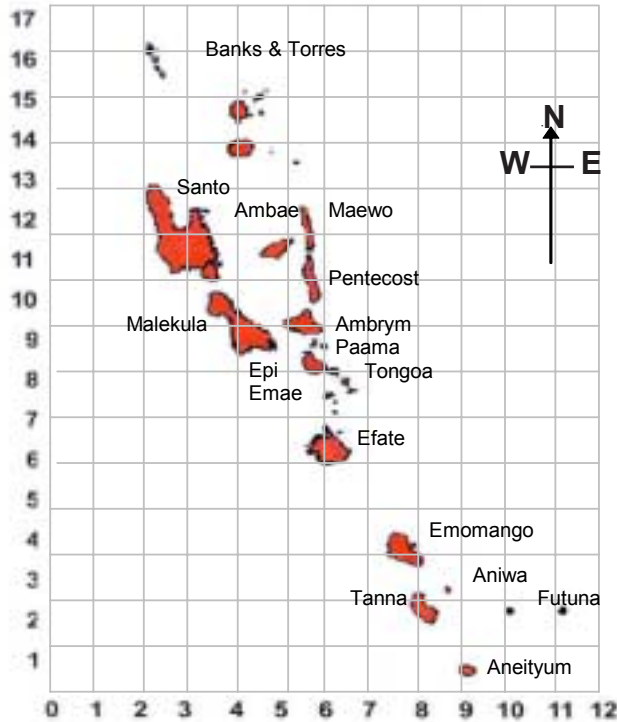 17
16
Banks & Torres
15
14
N
W E
13
Santo
12
Ambae Maewo
11
Pentecost
10
Malekula Ambrym
9
Paama
8
Epi Tongoa
Emae
7
Efate
6
5
4
Emomango
3
Aniwa
Tanna Futuna
2
1
Aneityum
0 1 2 3 4 5 6 7 8 9 10 11 12